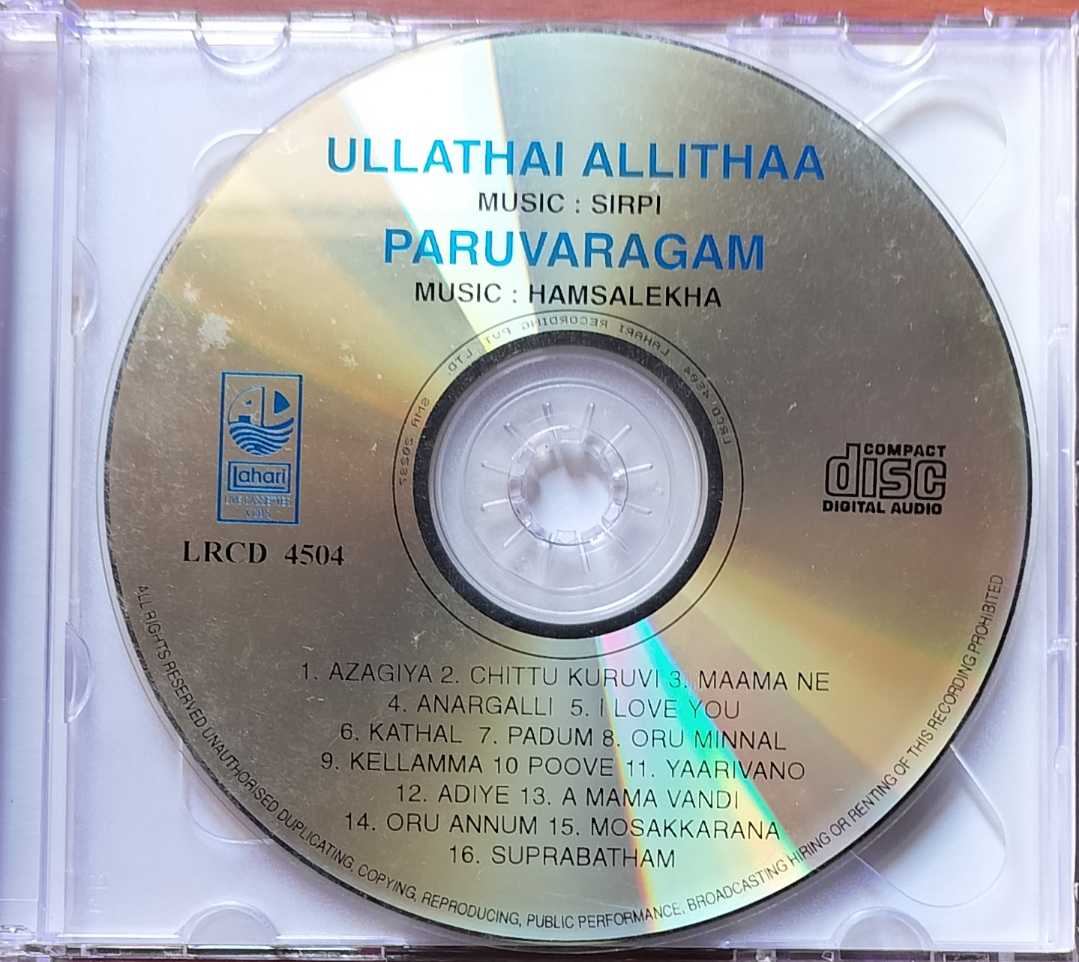 ULLATHAI ALLITHAA
MUSIC : SIRPI
PARUVARAGAM
MUSIC : HAMSALEKHA
LRCD 4504 LAHARI RECORDING PVT. LTD.
lahari
LRCD 4504
COMPACT
disc
DIGITAL AUDIO
1. AZAGIYA 2. CHITTU KURUVI 3. MAAMA NE
4. ANARGALLI 5. I LOVE YOU
6. KATHAL 7. PADUM 8. ORU MINNAL
9. KELLAMMA 10 POOVE 11. YAARIVANO
12. ADIYE 13. A MAMA VANDI
14. ORU ANNUM 15. MOSAKKARANA
16. SUPRABATHAM
ALL RIGHTS RESERVED UNAUTHORISED DUPLICATING, COPYING, REPRODUCING, PUBLIC PERFORMANCE, BROADCASTING HIRING OR RENTING OF THIS RECORDING PROHIBITED